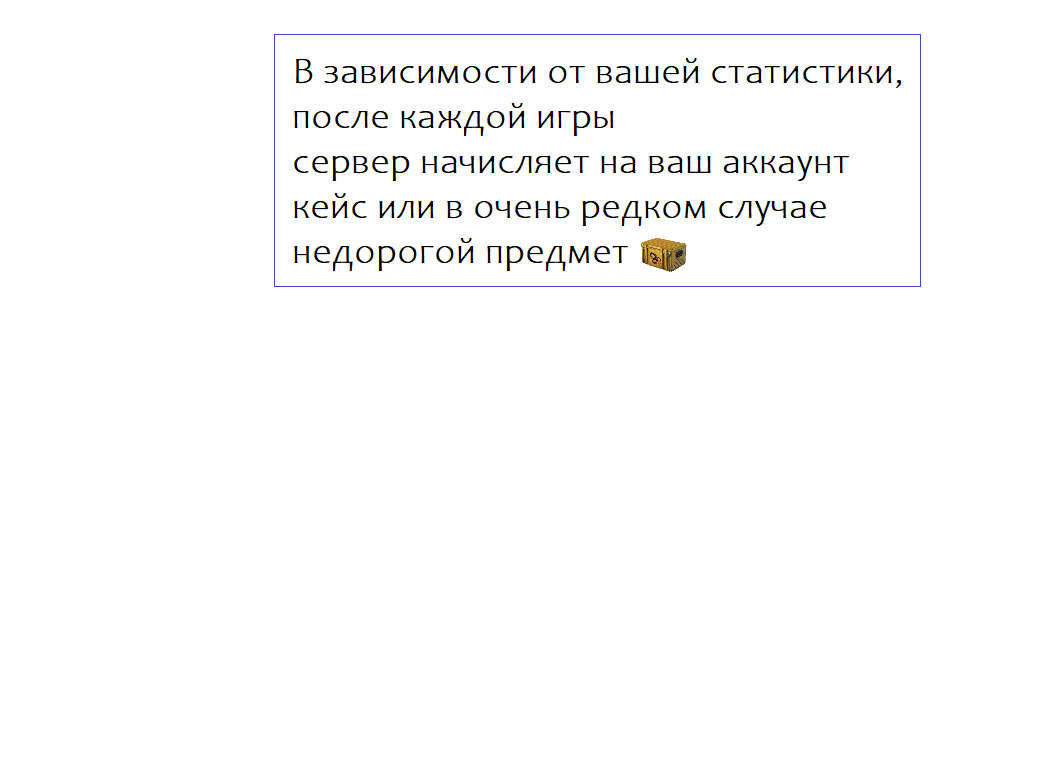 В зависимости от вашей статистики,
после каждой игры
сервер начисляет на ваш аккаунт
кейс или в очень редком случае
недорогой предмет